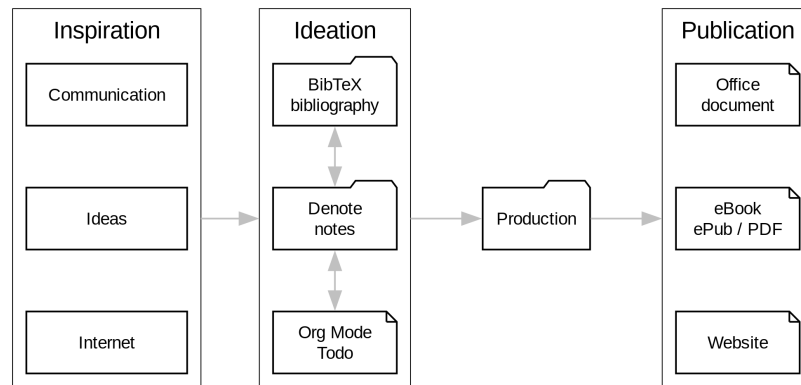 Inspiration
Communication
Ideas
Internet
Ideation
BibTeX
bibliography
Denote
notes
Org Mode
Todo
Production
Publication
Office
document
eBook
ePub / PDF
Website